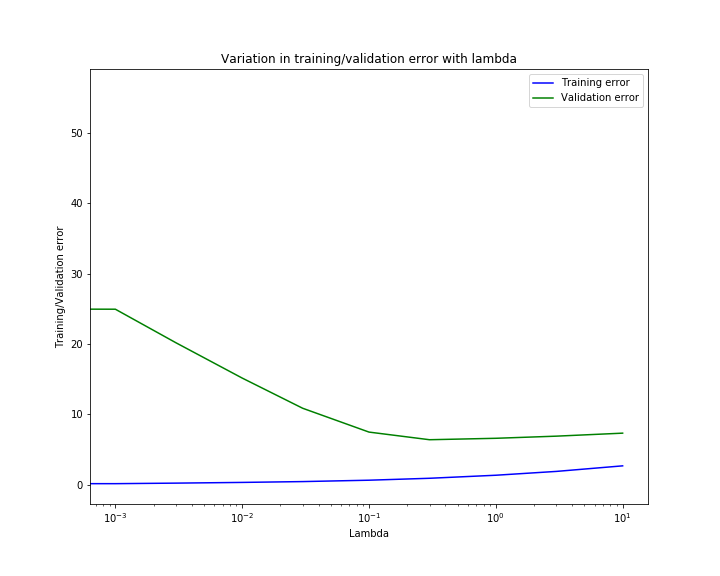 Variation in training/validation error with lambda
Training error
Validation error
50
40
30
20
10
0
Training/Validation error
10⁻³
10⁻²
10⁻¹
10⁰
10¹
Lambda